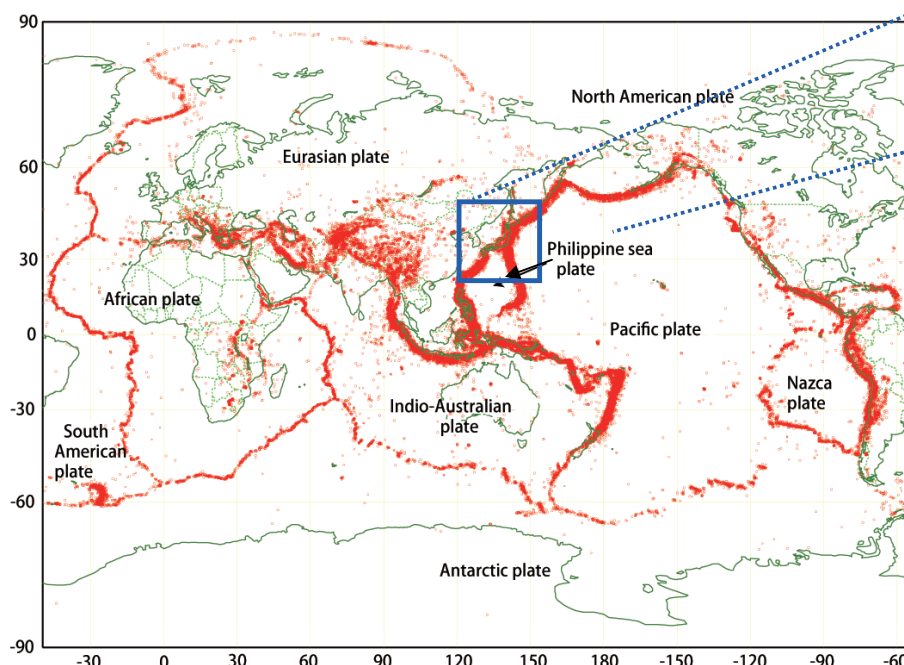 90
60
30
0
-30
-60
-90
North American plate
Eurasian plate
Philippine sea
plate
African plate
Pacific plate
Nazca
plate
Indio-Australian
plate
South
American
plate
Antarctic plate
-30 0 30 60 90 120 150 180 -150 -120 -90 -60